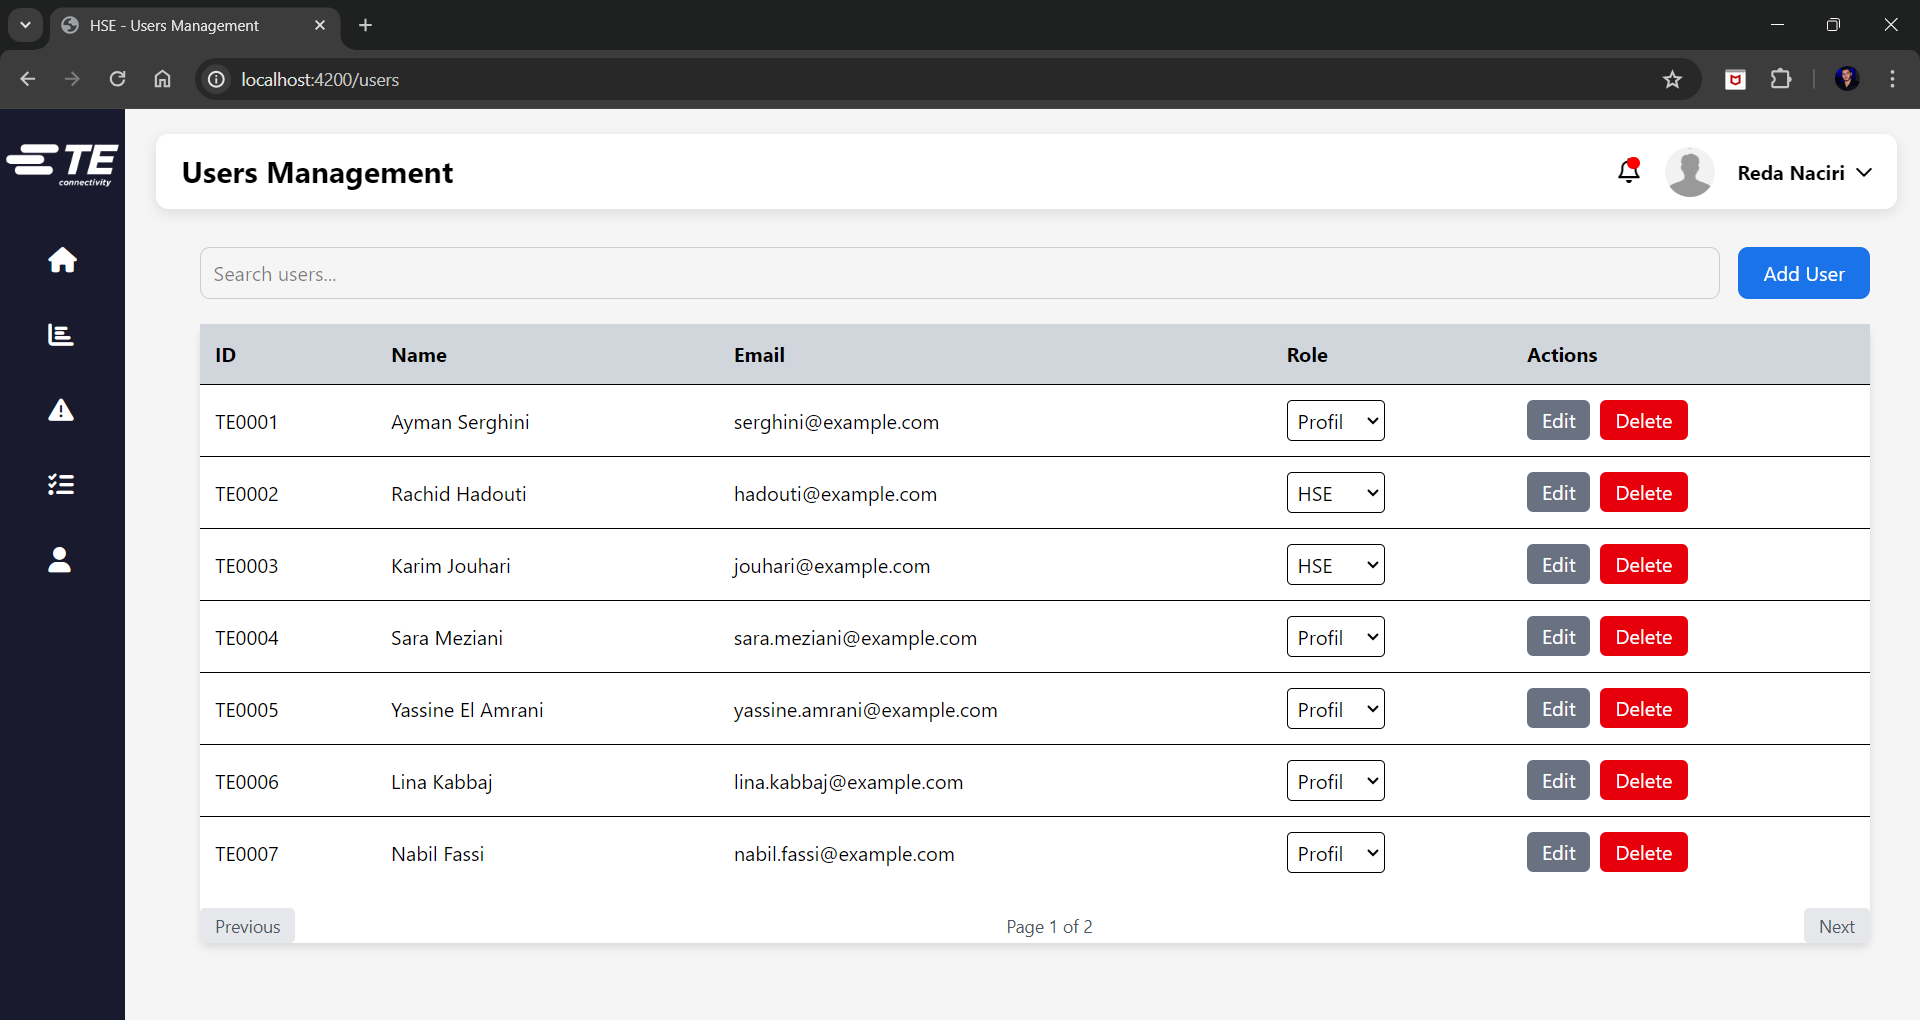 HSE - Users Management
localhost:4200/users
TE
connectivity
Users Management
Reda Naciri
Search users...
Add User
ID Name Email Role Actions
TE0001 Ayman Serghini serghini@example.com Profil Edit Delete
TE0002 Rachid Hadouti hadouti@example.com HSE Edit Delete
TE0003 Karim Jouhari jouhari@example.com HSE Edit Delete
TE0004 Sara Meziani sara.meziani@example.com Profil Edit Delete
TE0005 Yassine El Amrani yassine.amrani@example.com Profil Edit Delete
TE0006 Lina Kabbaj lina.kabbaj@example.com Profil Edit Delete
TE0007 Nabil Fassi nabil.fassi@example.com Profil Edit Delete
Previous Page 1 of 2 Next